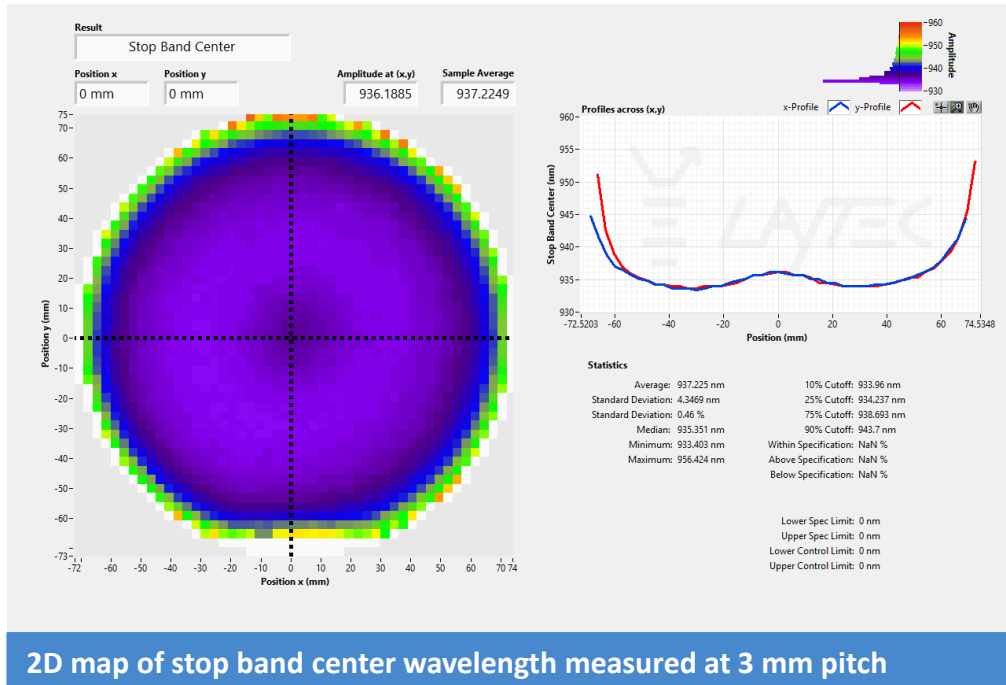 Result
Stop Band Center
Position x
Position y
Amplitude at (x,y)
Sample Average
0 mm
0 mm
936.1885
937.2249
960
950
940
930
Amplitude
Profiles across (x,y)
x-Profile
y-Profile
75
70
60
50
40
30
20
10
0
-10
-20
-30
-40
-50
-60
-73
Position y (mm)
-72
-60
-50
-40
-30
-20
-10
0
10
20
30
40
50
60
70 74
Position x (mm)
960
955
950
945
940
935
930
Stop Band Center (nm)
LAYTEC
-72.5203
-60
-40
-20
0
20
40
60
74.5348
Position (mm)
Statistics
Average: 937.225 nm
Standard Deviation: 4.3469 nm
Standard Deviation: 0.46 %
Median: 935.351 nm
Minimum: 933.403 nm
Maximum: 956.424 nm
10% Cutoff: 933.96 nm
25% Cutoff: 934.237 nm
75% Cutoff: 938.693 nm
90% Cutoff: 943.7 nm
Within Specification: NaN %
Above Specification: NaN %
Below Specification: NaN %
Lower Spec Limit: 0 nm
Upper Spec Limit: 0 nm
Lower Control Limit: 0 nm
Upper Control Limit: 0 nm
2D map of stop band center wavelength measured at 3 mm pitch